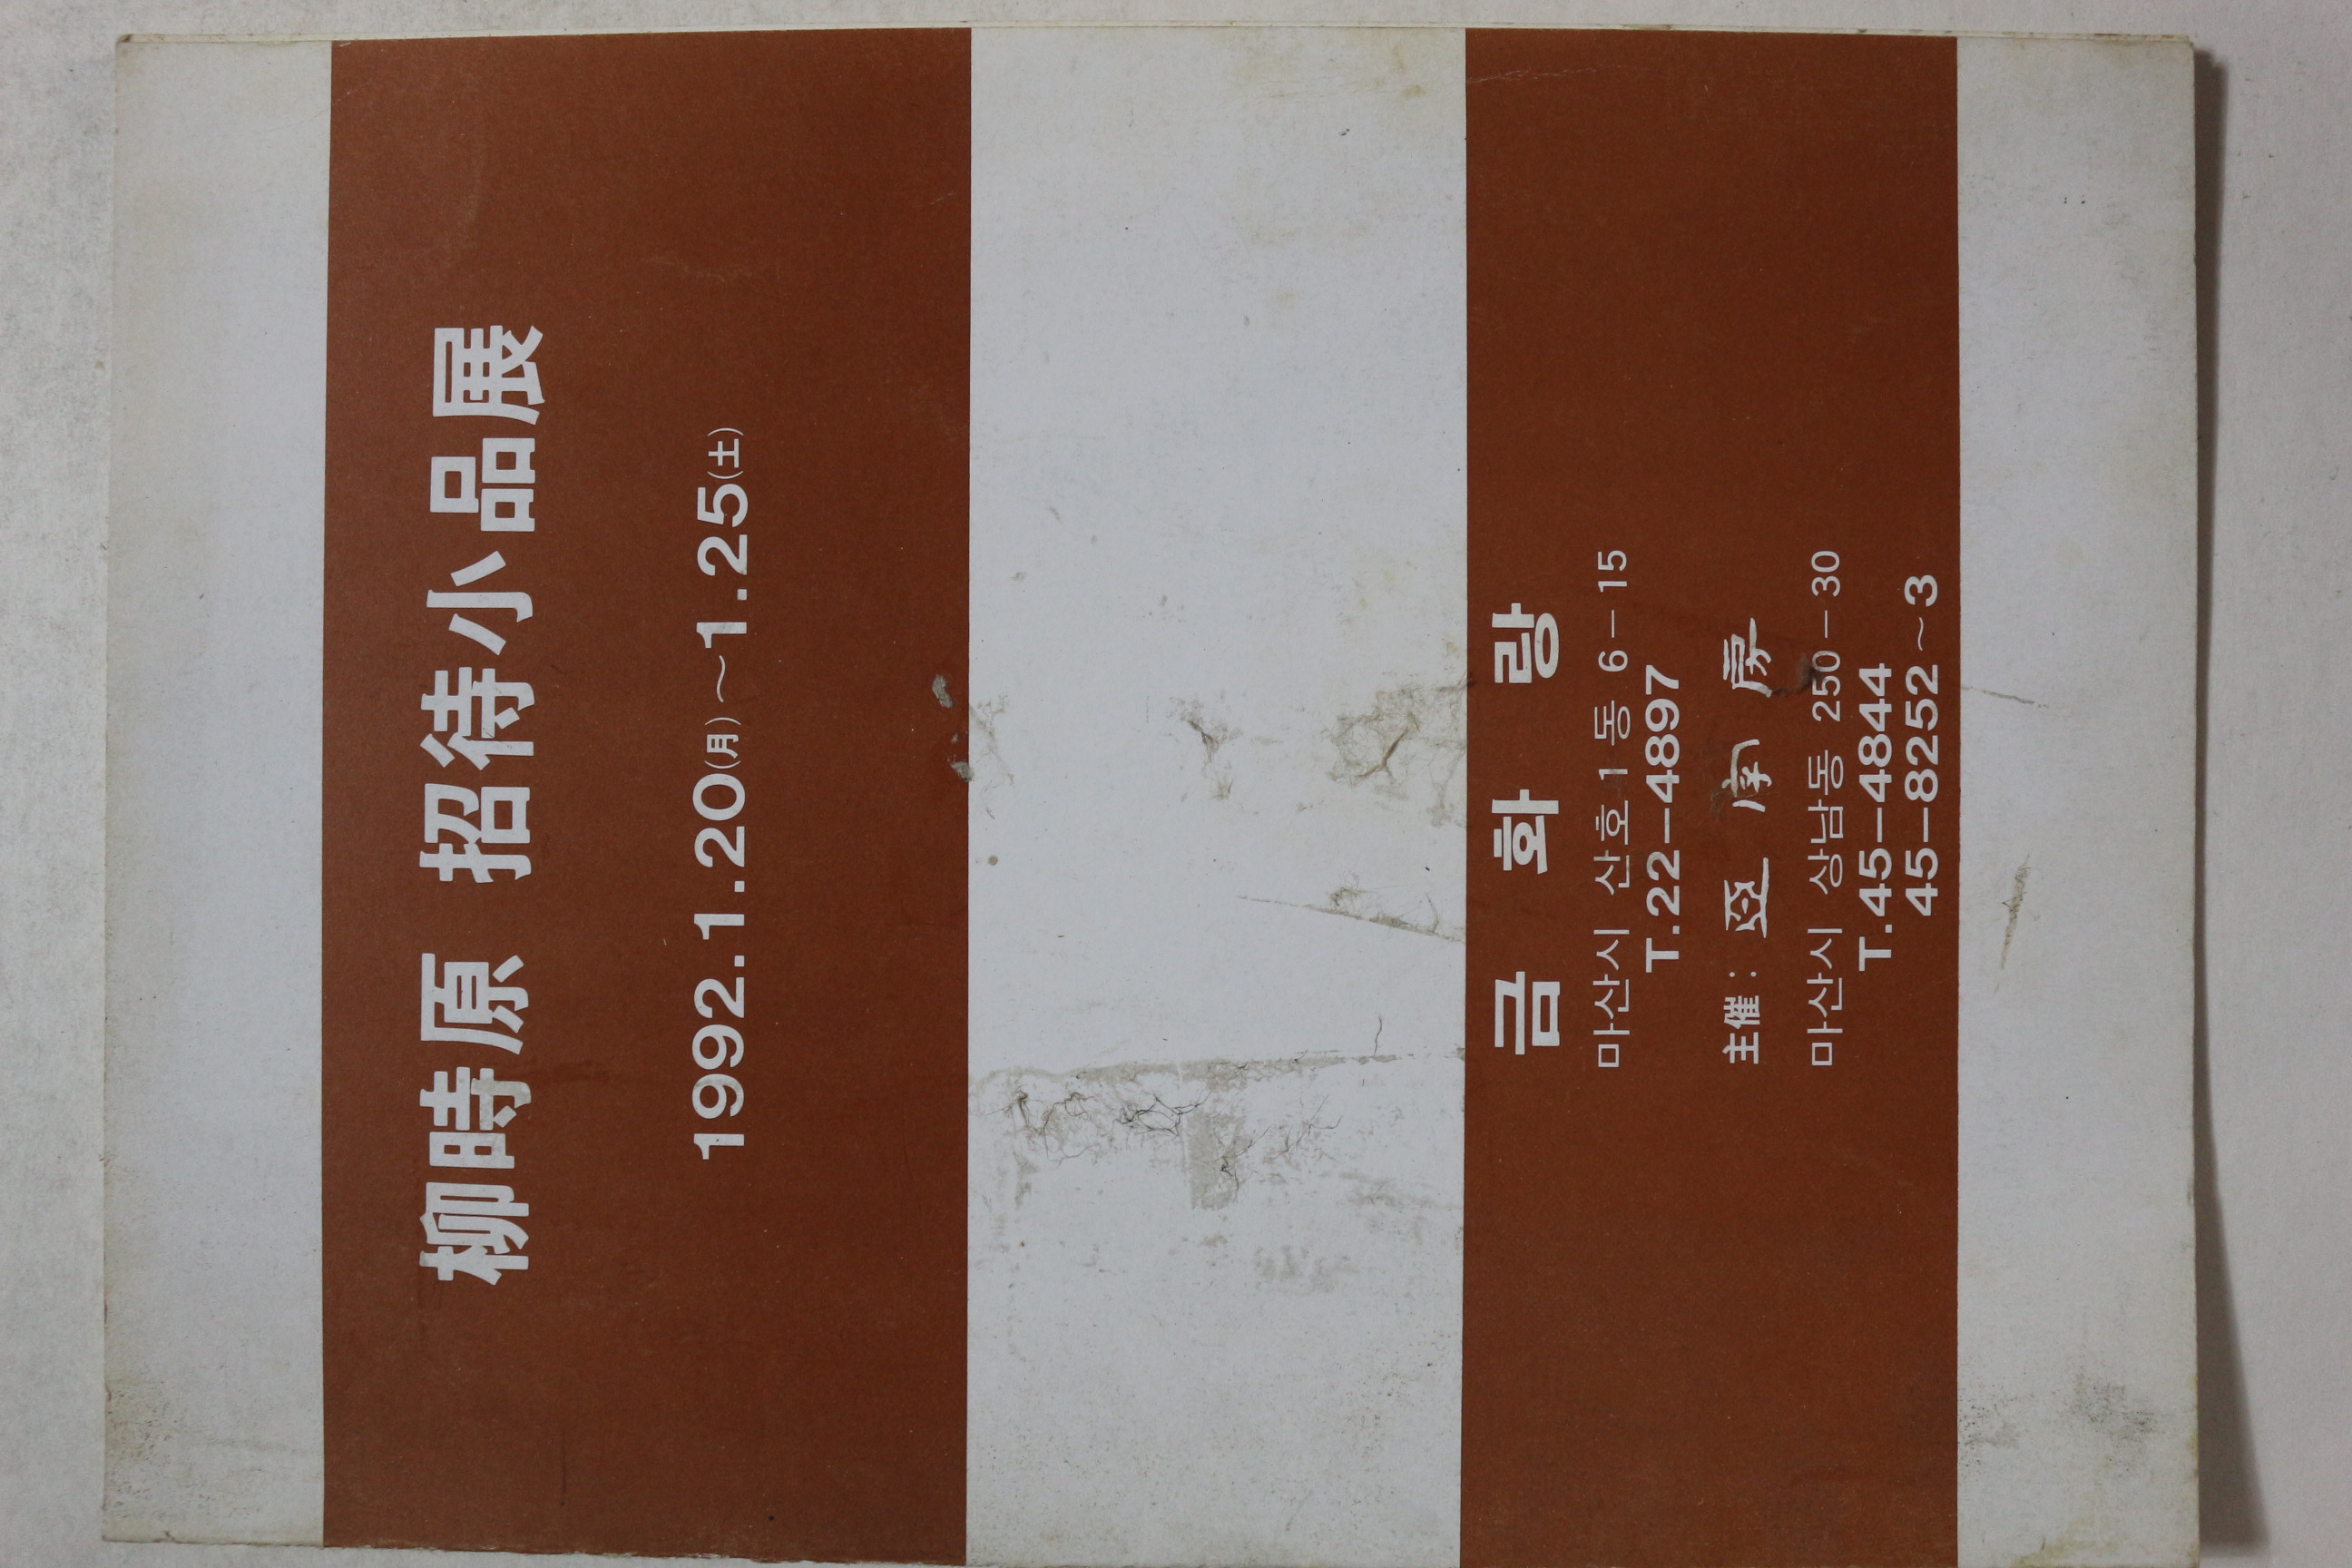 柳時原 招待小品展
1992.1.20(月)~1.25(土)
금 화 랑
마산시 산호 1 동 6-15
T.22-4897
主催: 亞 南 房
마산시 상남동 250-30
T.45-4844
45-8252~3